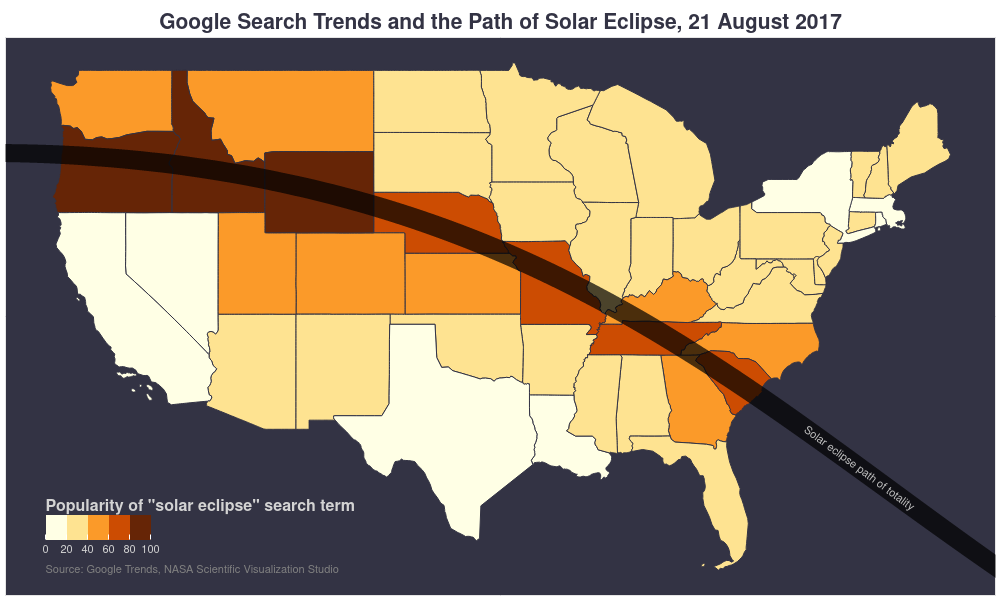 Google Search Trends and the Path of Solar Eclipse, 21 August 2017
Solar eclipse path of totality
Popularity of "solar eclipse" search term
0 20 40 60 80 100
Source: Google Trends, NASA Scientific Visualization Studio